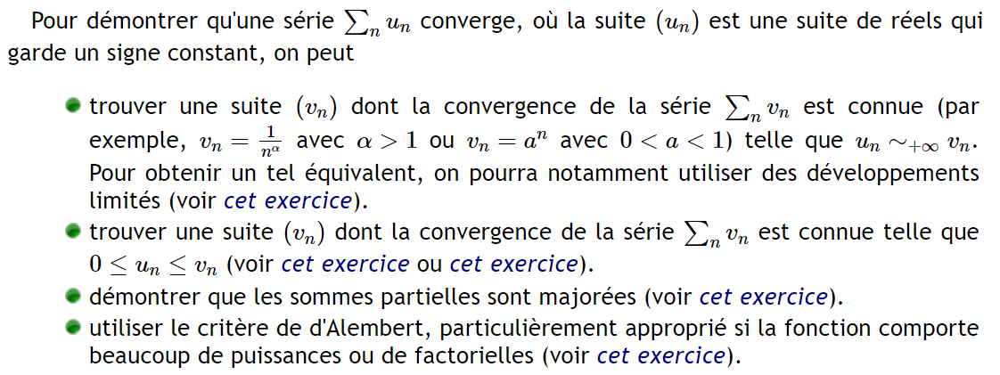 Pour démontrer qu'une série $\sum_n u_n$ converge, où la suite $(u_n)$ est une suite de réels qui
garde un signe constant, on peut
trouver une suite $(v_n)$ dont la convergence de la série $\sum_n v_n$ est connue (par
exemple, $v_n = \frac{1}{n^\alpha}$ avec $\alpha > 1$ ou $v_n = a^n$ avec $0 < a < 1$) telle que $u_n \sim_{+\infty} v_n$.
Pour obtenir un tel équivalent, on pourra notamment utiliser des développements
limités (voir cet exercice).
trouver une suite $(v_n)$ dont la convergence de la série $\sum_n v_n$ est connue telle que
$0 \leq u_n \leq v_n$ (voir cet exercice ou cet exercice).
démontrer que les sommes partielles sont majorées (voir cet exercice).
utiliser le critère de d'Alembert, particulièrement approprié si la fonction comporte
beaucoup de puissances ou de factorielles (voir cet exercice).